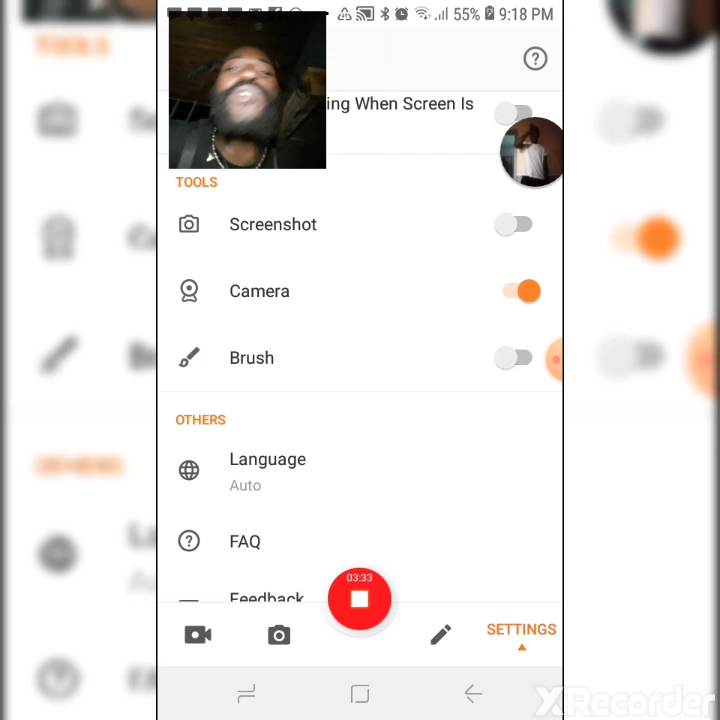 55% 9:18 PM
ing When Screen Is
TOOLS
Screenshot
Camera
Brush
OTHERS
Language
Auto
FAQ
Feedback
03:33
SETTINGS
XRecorder